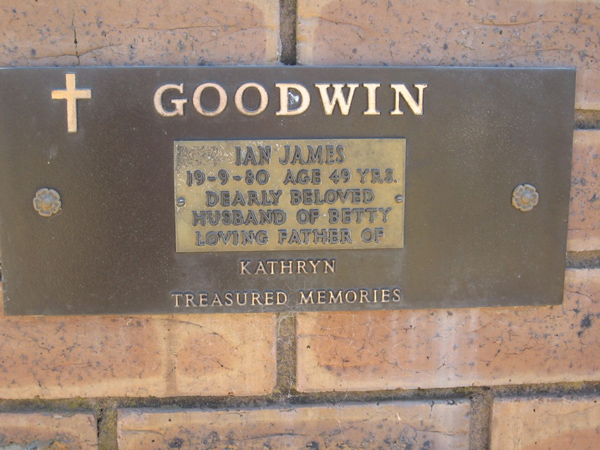 GOODWIN
IAN JAMES
19-9-80 AGE 49 YRS.
DEARLY BELOVED
HUSBAND OF BETTY
LOVING FATHER OF
KATHRYN
TREASURED MEMORIES